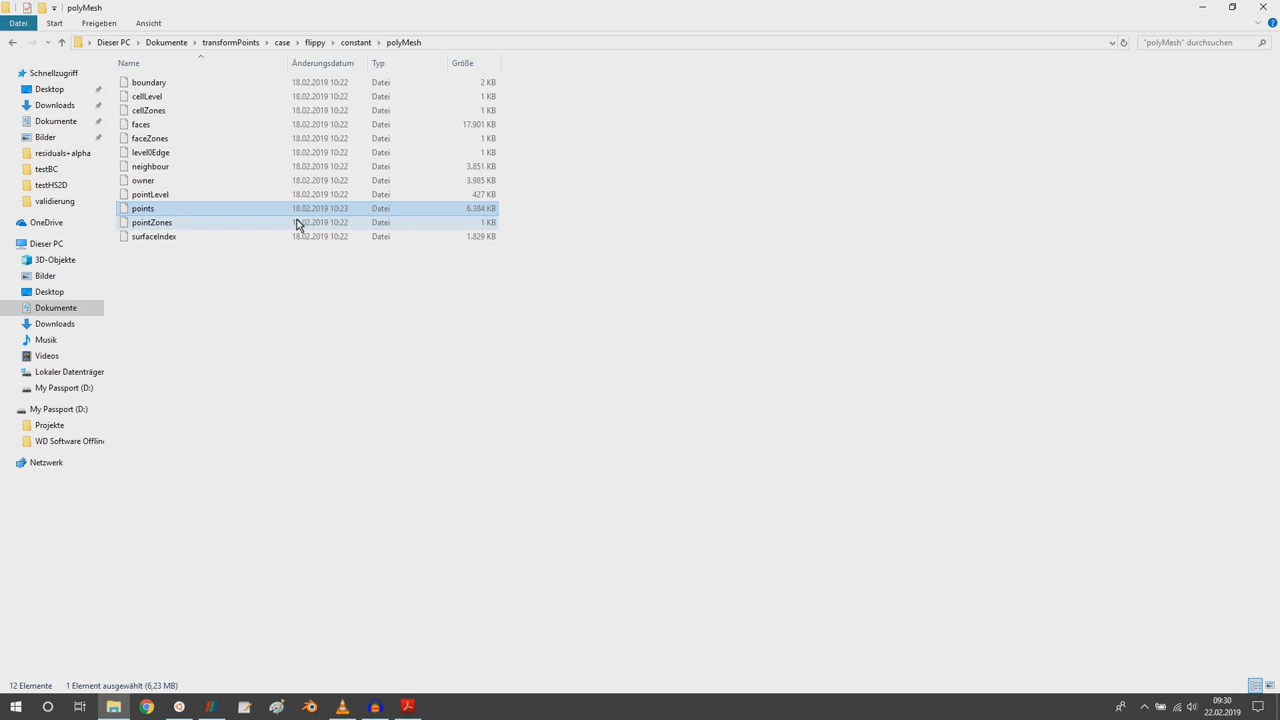 polyMesh
Datei Start Freigeben Ansicht
Dieser PC Dokumente transformPoints case flippy constant polyMesh
"polyMesh" durchsuchen
Name Änderungsdatum Typ Größe
boundary 18.02.2019 10:22 Datei 2 KB
cellLevel 18.02.2019 10:22 Datei 1 KB
cellZones 18.02.2019 10:22 Datei 1 KB
faces 18.02.2019 10:22 Datei 17.901 KB
faceZones 18.02.2019 10:22 Datei 1 KB
level0Edge 18.02.2019 10:22 Datei 1 KB
neighbour 18.02.2019 10:22 Datei 3.851 KB
owner 18.02.2019 10:22 Datei 3.985 KB
pointLevel 18.02.2019 10:22 Datei 427 KB
points 18.02.2019 10:23 Datei 6.384 KB
pointZones .02.2019 10:22 Datei 1 KB
surfaceIndex 18.02.2019 10:22 Datei 1.829 KB
Schnellzugriff
Desktop
Downloads
Dokumente
Bilder
residuals+alpha
testBC
testHS2D
validierung
OneDrive
Dieser PC
3D-Objekte
Bilder
Desktop
Dokumente
Downloads
Musik
Videos
Lokaler Datenträger
My Passport (D:)
My Passport (D:)
Projekte
WD Software Offlin
Netzwerk
12 Elemente 1 Element ausgewählt (6,23 MB)
09:30
22.02.2019